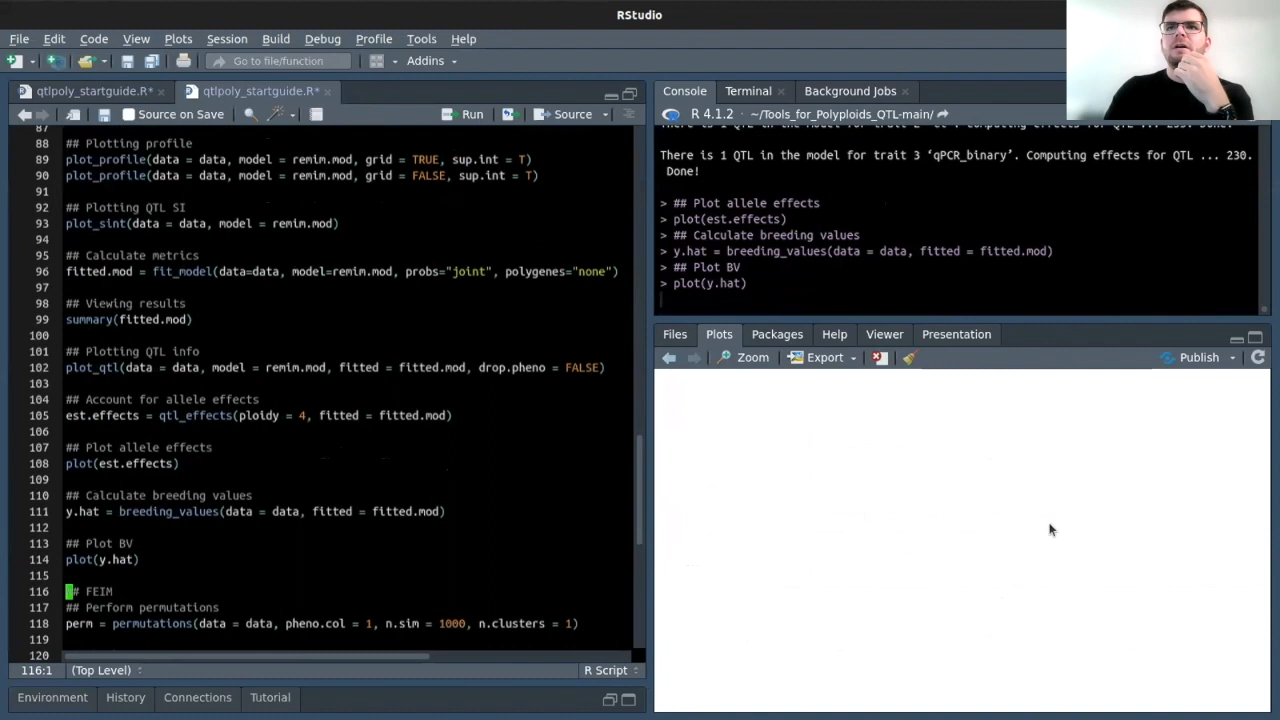 RStudio
File Edit Code View Plots Session Build Debug Profile Tools Help
Go to file/function Addins
qtlpoly_startguide.R* qtlpoly_startguide.R*
Source on Save Run Source
87
88 ## Plotting profile
89 plot_profile(data = data, model = remim.mod, grid = TRUE, sup.int = T)
90 plot_profile(data = data, model = remim.mod, grid = FALSE, sup.int = T)
91
92 ## Plotting QTL SI
93 plot_sint(data = data, model = remim.mod)
94
95 ## Calculate metrics
96 fitted.mod = fit_model(data=data, model=remim.mod, probs="joint", polygenes="none")
97
98 ## Viewing results
99 summary(fitted.mod)
100
101 ## Plotting QTL info
102 plot_qtl(data = data, model = remim.mod, fitted = fitted.mod, drop.pheno = FALSE)
103
104 ## Account for allele effects
105 est.effects = qtl_effects(ploidy = 4, fitted = fitted.mod)
106
107 ## Plot allele effects
108 plot(est.effects)
109
110 ## Calculate breeding values
111 y.hat = breeding_values(data = data, fitted = fitted.mod)
112
113 ## Plot BV
114 plot(y.hat)
115
116 ## FEIM
117 ## Perform permutations
118 perm = permutations(data = data, pheno.col = 1, n.sim = 1000, n.clusters = 1)
119
120
116:1 (Top Level) R Script
Environment History Connections Tutorial
Console Terminal Background Jobs
R 4.1.2 · ~/Tools_for_Polyploids_QTL-main/
There is 1 QTL in the model for trait 3 ‘qPCR_binary’. Computing effects for QTL ... 230.
Done!
> ## Plot allele effects
> plot(est.effects)
> ## Calculate breeding values
> y.hat = breeding_values(data = data, fitted = fitted.mod)
> ## Plot BV
> plot(y.hat)
Files Plots Packages Help Viewer Presentation
Zoom Export Publish